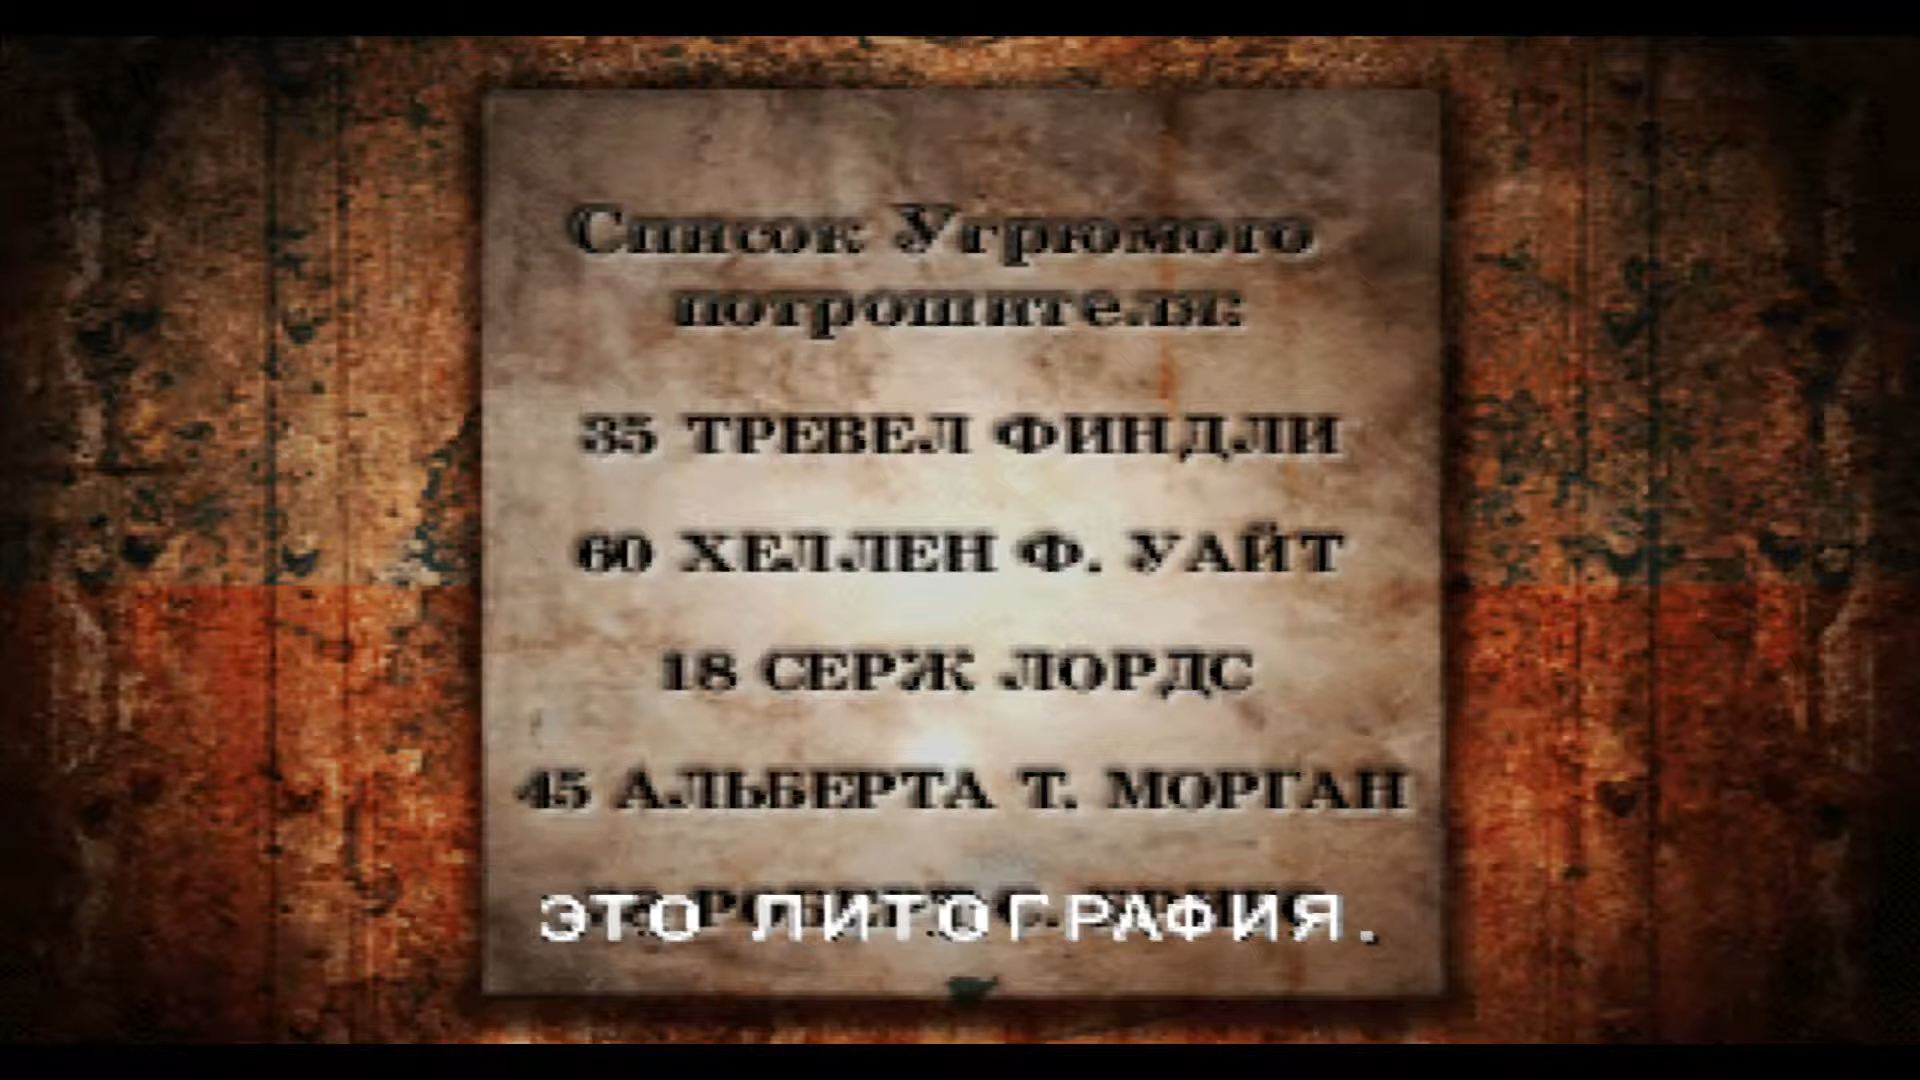 Список Угрюмого
потрошителя:
35 ТРЕВЕЛ ФИНДЛИ
60 ХЕЛЛЕН Ф. УАЙТ
18 СЕРЖ ЛОРДС
45 АЛЬБЕРТА Т. МОРГАН
ЭТО ЛИТОГРАФИЯ.